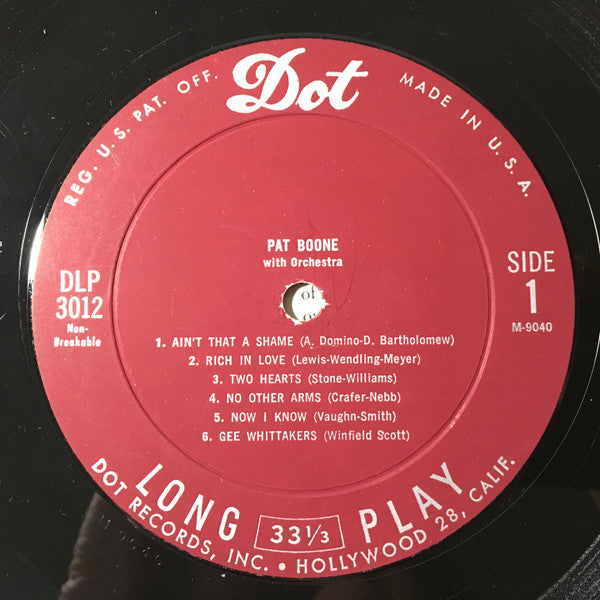 REG. U.S. PAT. OFF. Dot MADE IN U.S.A.
PAT BOONE
with Orchestra
DLP
3012
Non-
Breakable
SIDE
1
M-9040
of
1. AIN'T THAT A SHAME (A. Domino-D. Bartholomew)
2. RICH IN LOVE (Lewis-Wendling-Meyer)
3. TWO HEARTS (Stone-Williams)
4. NO OTHER ARMS (Crafer-Nebb)
5. NOW I KNOW (Vaughn-Smith)
6. GEE WHITTAKERS (Winfield Scott)
LONG 33 1/3 PLAY
DOT RECORDS, INC. • HOLLYWOOD 28, CALIF.